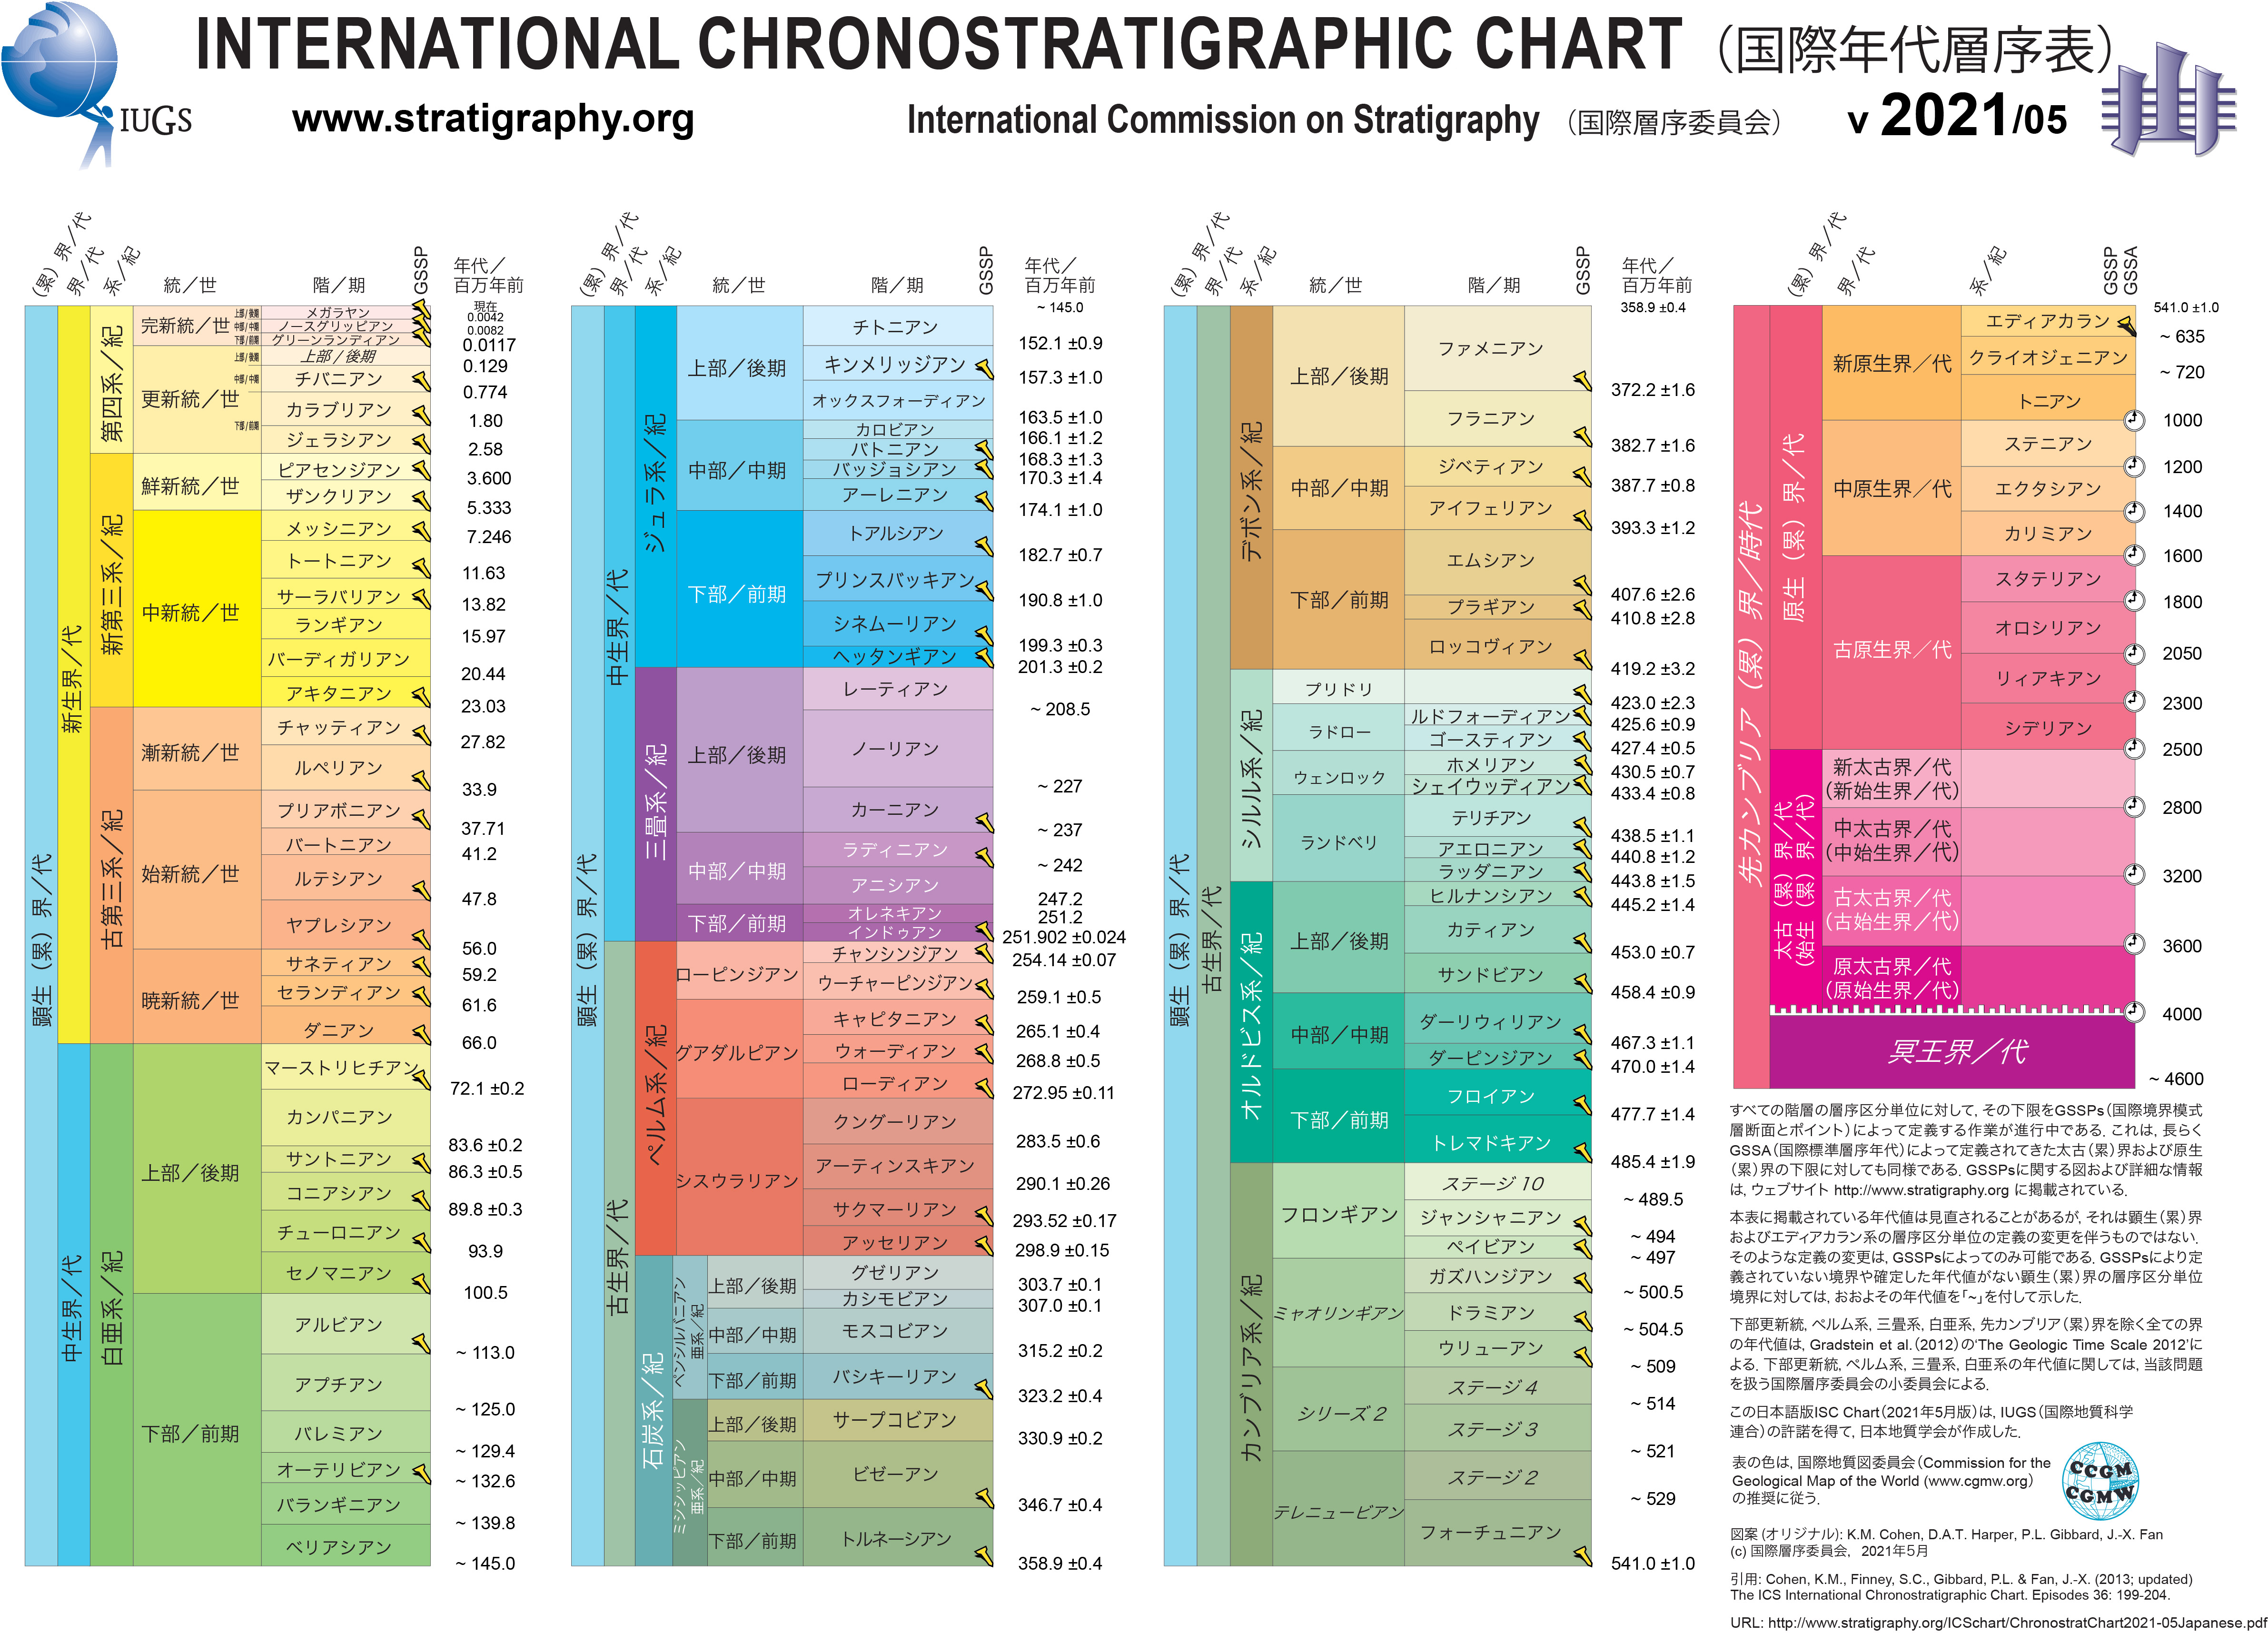 INTERNATIONAL CHRONOSTRATIGRAPHIC CHART（国際年代層序表）
IUGS
www.stratigraphy.org
International Commission on Stratigraphy （国際層序委員会）
v 2021/05
(累) 界／代
界／代
系／紀
統／世
階／期
GSSP
年代／
百万年前
顕生（累）界／代
新生界／代
中生界／代
第四系／紀
新第三系／紀
古第三系／紀
白亜系／紀
現在
完新統／世
上部/後期
メガラヤン
0.0042
中部/中期
ノースグリッピアン
0.0082
下部/前期
グリーンランディアン
0.0117
更新統／世
上部/後期
上部/後期
0.129
中部/中期
チバニアン
0.774
カラブリアン
1.80
下部/前期
ジェラシアン
2.58
鮮新統／世
ピアセンジアン
3.600
ザンクリアン
5.333
中新統／世
メッシニアン
7.246
トートニアン
11.63
サーラバリアン
13.82
ランギアン
15.97
バーディガリアン
20.44
アキタニアン
23.03
漸新統／世
チャッティアン
27.82
ルペリアン
33.9
始新統／世
プリアボニアン
37.71
バートニアン
41.2
ルテシアン
47.8
ヤプレシアン
56.0
暁新統／世
サネティアン
59.2
セランディアン
61.6
ダニアン
66.0
上部／後期
マーストリヒチアン
72.1 ±0.2
カンパニアン
83.6 ±0.2
サントニアン
86.3 ±0.5
コニアシアン
89.8 ±0.3
チューロニアン
93.9
セノマニアン
100.5
下部／前期
アルビアン
~ 113.0
アプチアン
~ 125.0
バレミアン
~ 129.4
オーテリビアン
~ 132.6
バランギニアン
~ 139.8
ベリアシアン
~ 145.0
(累) 界／代
界／代
系／紀
統／世
階／期
GSSP
年代／
百万年前
顕生（累）界／代
中生界／代
古生界／代
ジュラ系／紀
三畳系／紀
ペルム系／紀
石炭系／紀
ペンシルバニアン
亜系／紀
ミシシッピアン
亜系／紀
~ 145.0
上部／後期
チトニアン
152.1 ±0.9
キンメリッジアン
157.3 ±1.0
オックスフォーディアン
163.5 ±1.0
中部／中期
カロビアン
166.1 ±1.2
バトニアン
168.3 ±1.3
バッジョシアン
170.3 ±1.4
アーレニアン
174.1 ±1.0
下部／前期
トアルシアン
182.7 ±0.7
プリンスバッキアン
190.8 ±1.0
シネムーリアン
199.3 ±0.3
ヘッタンギアン
201.3 ±0.2
上部／後期
レーティアン
~ 208.5
ノーリアン
~ 227
カーニアン
~ 237
中部／中期
ラディニアン
~ 242
アニシアン
247.2
下部／前期
オレネキアン
251.2
インドゥアン
251.902 ±0.024
ローピンジアン
チャンシンジアン
254.14 ±0.07
ウーチャーピンジアン
259.1 ±0.5
グアダルピアン
キャピタニアン
265.1 ±0.4
ウォーディアン
268.8 ±0.5
ローディアン
272.95 ±0.11
シスウラリアン
クングーリアン
283.5 ±0.6
アーティンスキアン
290.1 ±0.26
サクマーリアン
293.52 ±0.17
アッセリアン
298.9 ±0.15
上部／後期
グゼリアン
303.7 ±0.1
カシモビアン
307.0 ±0.1
中部／中期
モスコビアン
315.2 ±0.2
下部／前期
バシキーリアン
323.2 ±0.4
上部／後期
サープコビアン
330.9 ±0.2
中部／中期
ビゼーアン
346.7 ±0.4
下部／前期
トルネーシアン
358.9 ±0.4
(累) 界／代
界／代
系／紀
統／世
階／期
GSSP
年代／
百万年前
顕生（累）界／代
古生界／代
デボン系／紀
シルル系／紀
オルドビス系／紀
カンブリア系／紀
358.9 ±0.4
上部／後期
ファメニアン
372.2 ±1.6
フラニアン
382.7 ±1.6
中部／中期
ジベティアン
387.7 ±0.8
アイフェリアン
393.3 ±1.2
下部／前期
エムシアン
407.6 ±2.6
プラギアン
410.8 ±2.8
ロッコヴィアン
419.2 ±3.2
プリドリ
423.0 ±2.3
ラドロー
ルドフォーディアン
425.6 ±0.9
ゴースティアン
427.4 ±0.5
ウェンロック
ホメリアン
430.5 ±0.7
シェイウッディアン
433.4 ±0.8
ランドベリ
テリチアン
438.5 ±1.1
アエロニアン
440.8 ±1.2
ラッダニアン
443.8 ±1.5
上部／後期
ヒルナンシアン
445.2 ±1.4
カティアン
453.0 ±0.7
サンドビアン
458.4 ±0.9
中部／中期
ダーリウィリアン
467.3 ±1.1
ダーピンジアン
470.0 ±1.4
下部／前期
フロイアン
477.7 ±1.4
トレマドキアン
485.4 ±1.9
フロンギアン
ステージ 10
~ 489.5
ジャンシャニアン
~ 494
ペイビアン
~ 497
ミャオリンギアン
ガズハンジアン
~ 500.5
ドラミアン
~ 504.5
ウリューアン
~ 509
シリーズ 2
ステージ 4
~ 514
ステージ 3
~ 521
テレニュービアン
ステージ 2
~ 529
フォーチュニアン
541.0 ±1.0
(累) 界／代
界／代
系／紀
GSSP
GSSA
年代／
百万年前
先カンブリア（累）界／時代
原生（累）界／代
太古（累）界／代
(始生（累）界／代)
541.0 ±1.0
新原生界／代
エディアカラン
~ 635
クライオジェニアン
~ 720
トニアン
1000
中原生界／代
ステニアン
1200
エクタシアン
1400
カリミアン
1600
古原生界／代
スタテリアン
1800
オロシリアン
2050
リィアキアン
2300
シデリアン
2500
新太古界／代
(新始生界／代)
2800
中太古界／代
(中始生界／代)
3200
古太古界／代
(古始生界／代)
3600
原太古界／代
(原始生界／代)
4000
冥王界／代
~ 4600
すべての階層の層序区分単位に対して，その下限をGSSPs（国際境界模式
層断面とポイント）によって定義する作業が進行中である．これは，長らく
GSSA（国際標準層序年代）によって定義されてきた太古（累）界および原生
（累）界の下限に対しても同様である．GSSPsに関する図および詳細な情報
は，ウェブサイト http://www.stratigraphy.org に掲載されている．
本表に掲載されている年代値は見直されることがあるが，それは顕生（累）界
およびエディアカラン系の層序区分単位の定義の変更を伴うものではない．
そのような定義の変更は，GSSPsによってのみ可能である．GSSPsにより定
義されていない境界や確定した年代値がない顕生（累）界の層序区分単位
境界に対しては，おおよその年代値を「~」を付して示した．
下部更新統，ペルム系，三畳系，白亜系，先カンブリア（累）界を除く全ての界
の年代値は，Gradstein et al.（2012）の‘The Geologic Time Scale 2012’に
よる．下部更新統，ペルム系，三畳系，白亜系の年代値に関しては，当該問題
を扱う国際層序委員会の小委員会による．
この日本語版ISC Chart（2021年5月版）は，IUGS（国際地質科学
連合）の許諾を得て，日本地質学会が作成した．
表の色は，国際地質図委員会（Commission for the
Geological Map of the World (www.cgmw.org)）
の推奨に従う．
CCGM
CGMW
図案 (オリジナル): K.M. Cohen, D.A.T. Harper, P.L. Gibbard, J.-X. Fan
(c) 国際層序委員会， 2021年5月
引用: Cohen, K.M., Finney, S.C., Gibbard, P.L. & Fan, J.-X. (2013; updated)
The ICS International Chronostratigraphic Chart. Episodes 36: 199-204.
URL: http://www.stratigraphy.org/ICSchart/ChronostratChart2021-05Japanese.pdf